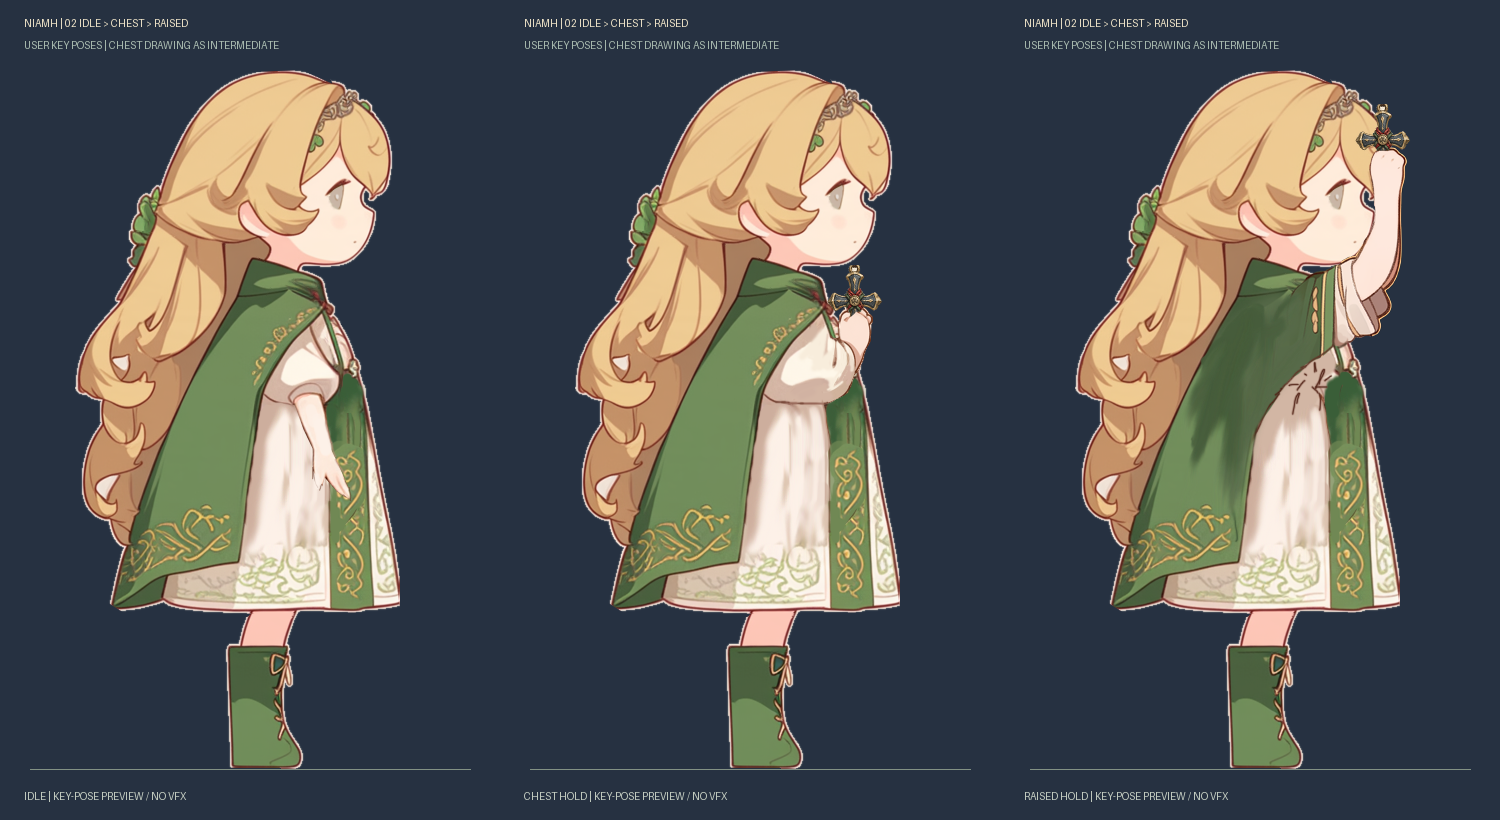 NIAMH | 02 IDLE > CHEST > RAISED
USER KEY POSES | CHEST DRAWING AS INTERMEDIATE
IDLE | KEY-POSE PREVIEW / NO VFX
NIAMH | 02 IDLE > CHEST > RAISED
USER KEY POSES | CHEST DRAWING AS INTERMEDIATE
CHEST HOLD | KEY-POSE PREVIEW / NO VFX
NIAMH | 02 IDLE > CHEST > RAISED
USER KEY POSES | CHEST DRAWING AS INTERMEDIATE
RAISED HOLD | KEY-POSE PREVIEW / NO VFX